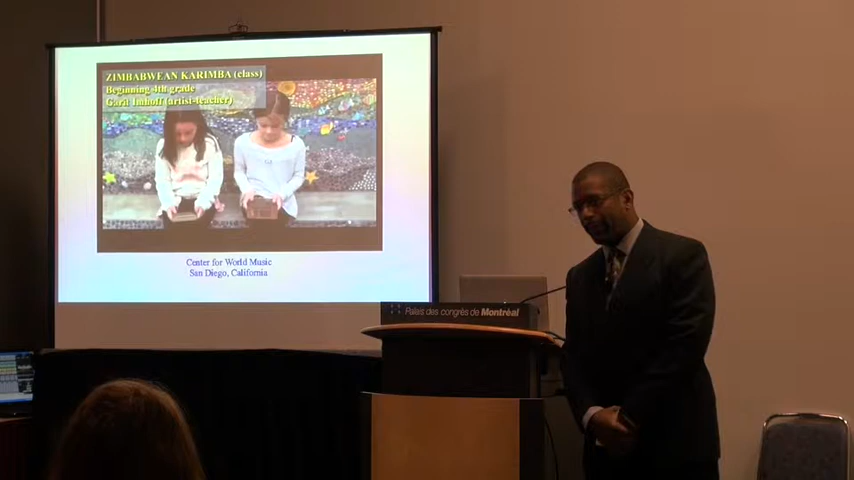 ZIMBABWEAN KARIMBA (class)
Beginning 4th grade
Garit Imhoff (artist-teacher)
Center for World Music
San Diego, California
Palais des congrès de Montréal